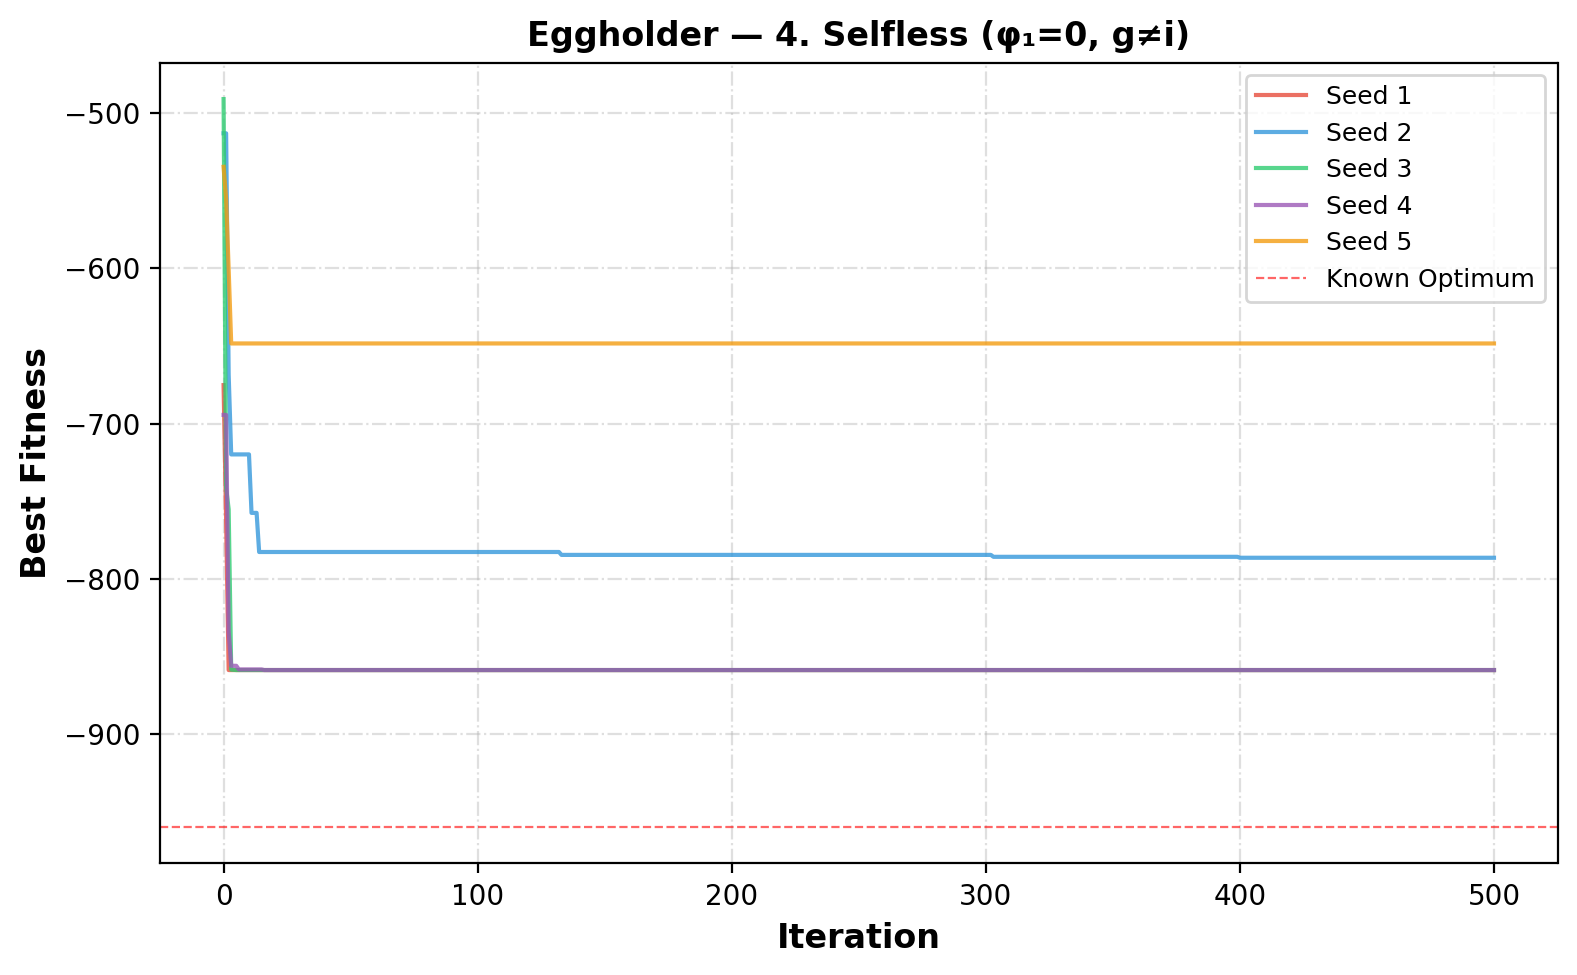 Eggholder — 4. Selfless (φ₁=0, g≠i)
Best Fitness
−500
−600
−700
−800
−900
Seed 1
Seed 2
Seed 3
Seed 4
Seed 5
Known Optimum
0
100
200
300
400
500
Iteration